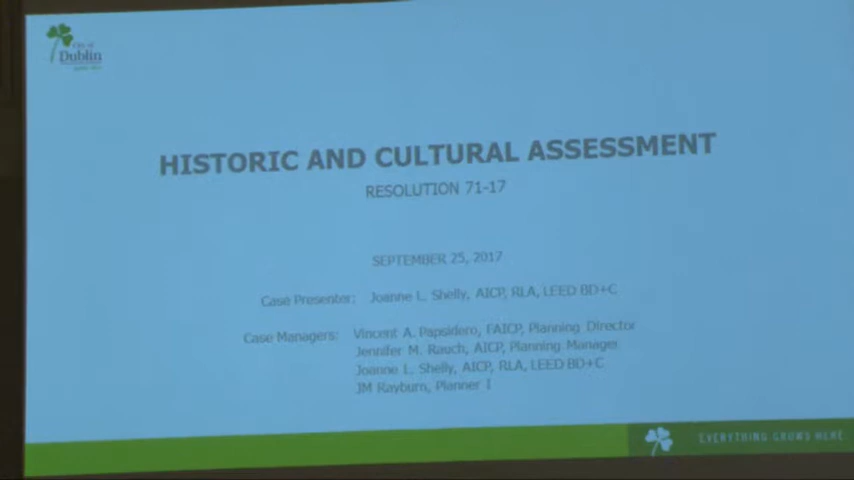 City of
Dublin
HISTORIC AND CULTURAL ASSESSMENT
RESOLUTION 71-17
SEPTEMBER 25, 2017
Case Presenter: Joanne L. Shelly, AICP, RLA, LEED BD+C
Case Managers: Vincent A. Papsidero, FAICP, Planning Director
Jennifer M. Rauch, AICP, Planning Manager
Joanne L. Shelly, AICP, RLA, LEED BD+C
JM Rayburn, Planner I
EVERYTHING GROWS HERE.